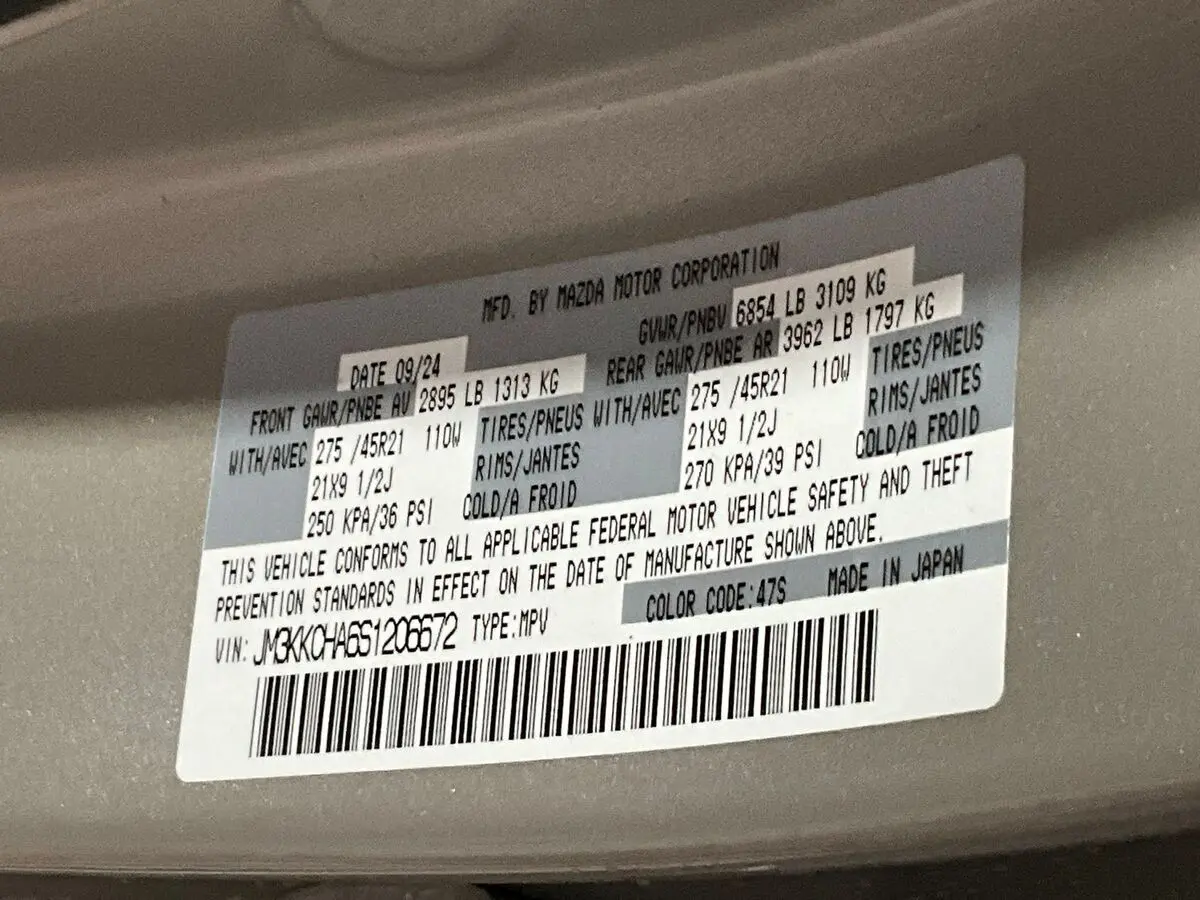 MFD. BY MAZDA MOTOR CORPORATION
DATE 09/24 GVWR/PNBV 6854 LB 3109 KG
FRONT GAWR/PNBE AV 2895 LB 1313 KG REAR GAWR/PNBE AR 3962 LB 1797 KG
WITH/AVEC 275 /45R21 110W TIRES/PNEUS WITH/AVEC 275 /45R21 110W TIRES/PNEUS
21X9 1/2J RIMS/JANTES 21X9 1/2J RIMS/JANTES
250 KPA/36 PSI COLD/A FROID 270 KPA/39 PSI COLD/A FROID
THIS VEHICLE CONFORMS TO ALL APPLICABLE FEDERAL MOTOR VEHICLE SAFETY AND THEFT
PREVENTION STANDARDS IN EFFECT ON THE DATE OF MANUFACTURE SHOWN ABOVE.
COLOR CODE:47S MADE IN JAPAN
VIN: JM3KKCHA6S1206672 TYPE:MPV